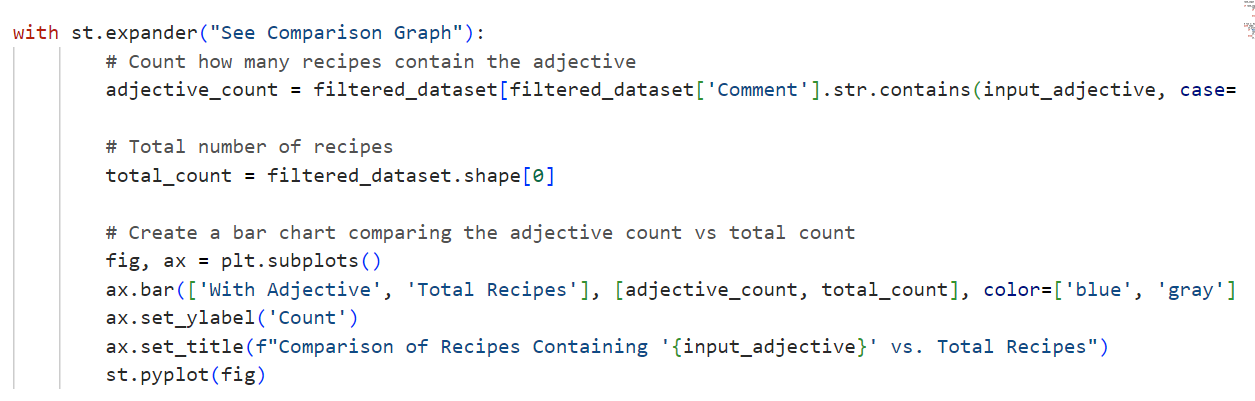 with st.expander("See Comparison Graph"):
# Count how many recipes contain the adjective
adjective_count = filtered_dataset[filtered_dataset['Comment'].str.contains(input_adjective, case=
# Total number of recipes
total_count = filtered_dataset.shape[0]
# Create a bar chart comparing the adjective count vs total count
fig, ax = plt.subplots()
ax.bar(['With Adjective', 'Total Recipes'], [adjective_count, total_count], color=['blue', 'gray']
ax.set_ylabel('Count')
ax.set_title(f"Comparison of Recipes Containing '{input_adjective}' vs. Total Recipes")
st.pyplot(fig)